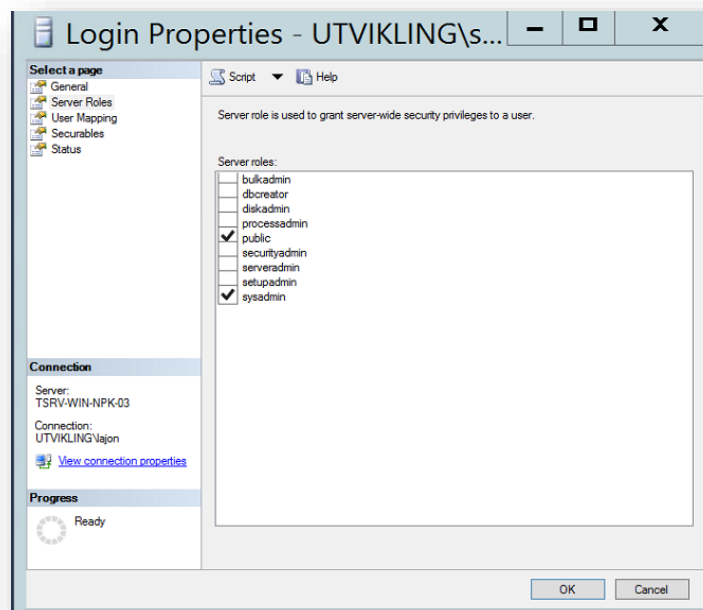 Login Properties - UTVIKLING\s...
Select a page
General
Server Roles
User Mapping
Securables
Status
Script
Help
Server role is used to grant server-wide security privileges to a user.
Server roles:
bulkadmin
dbcreator
diskadmin
processadmin
public
securityadmin
serveradmin
setupadmin
sysadmin
Connection
Server:
TSRV-WIN-NPK-03
Connection:
UTVIKLING\lajon
View connection properties
Progress
Ready
OK
Cancel